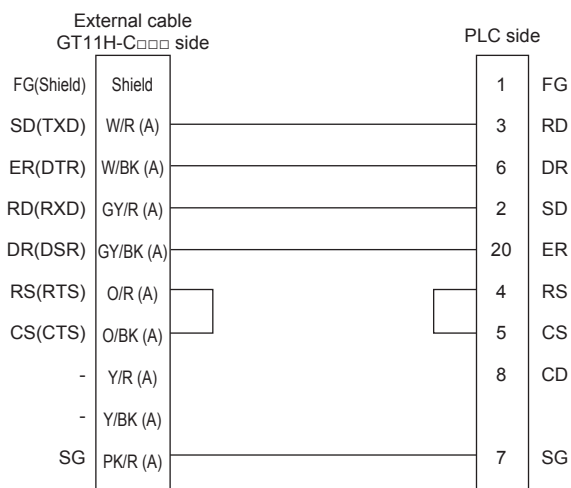 External cable
GT11H-C□□□ side
PLC side
FG(Shield) Shield 1 FG
SD(TXD) W/R (A) 3 RD
ER(DTR) W/BK (A) 6 DR
RD(RXD) GY/R (A) 2 SD
DR(DSR) GY/BK (A) 20 ER
RS(RTS) O/R (A) 4 RS
CS(CTS) O/BK (A) 5 CS
- Y/R (A) 8 CD
- Y/BK (A)
SG PK/R (A) 7 SG